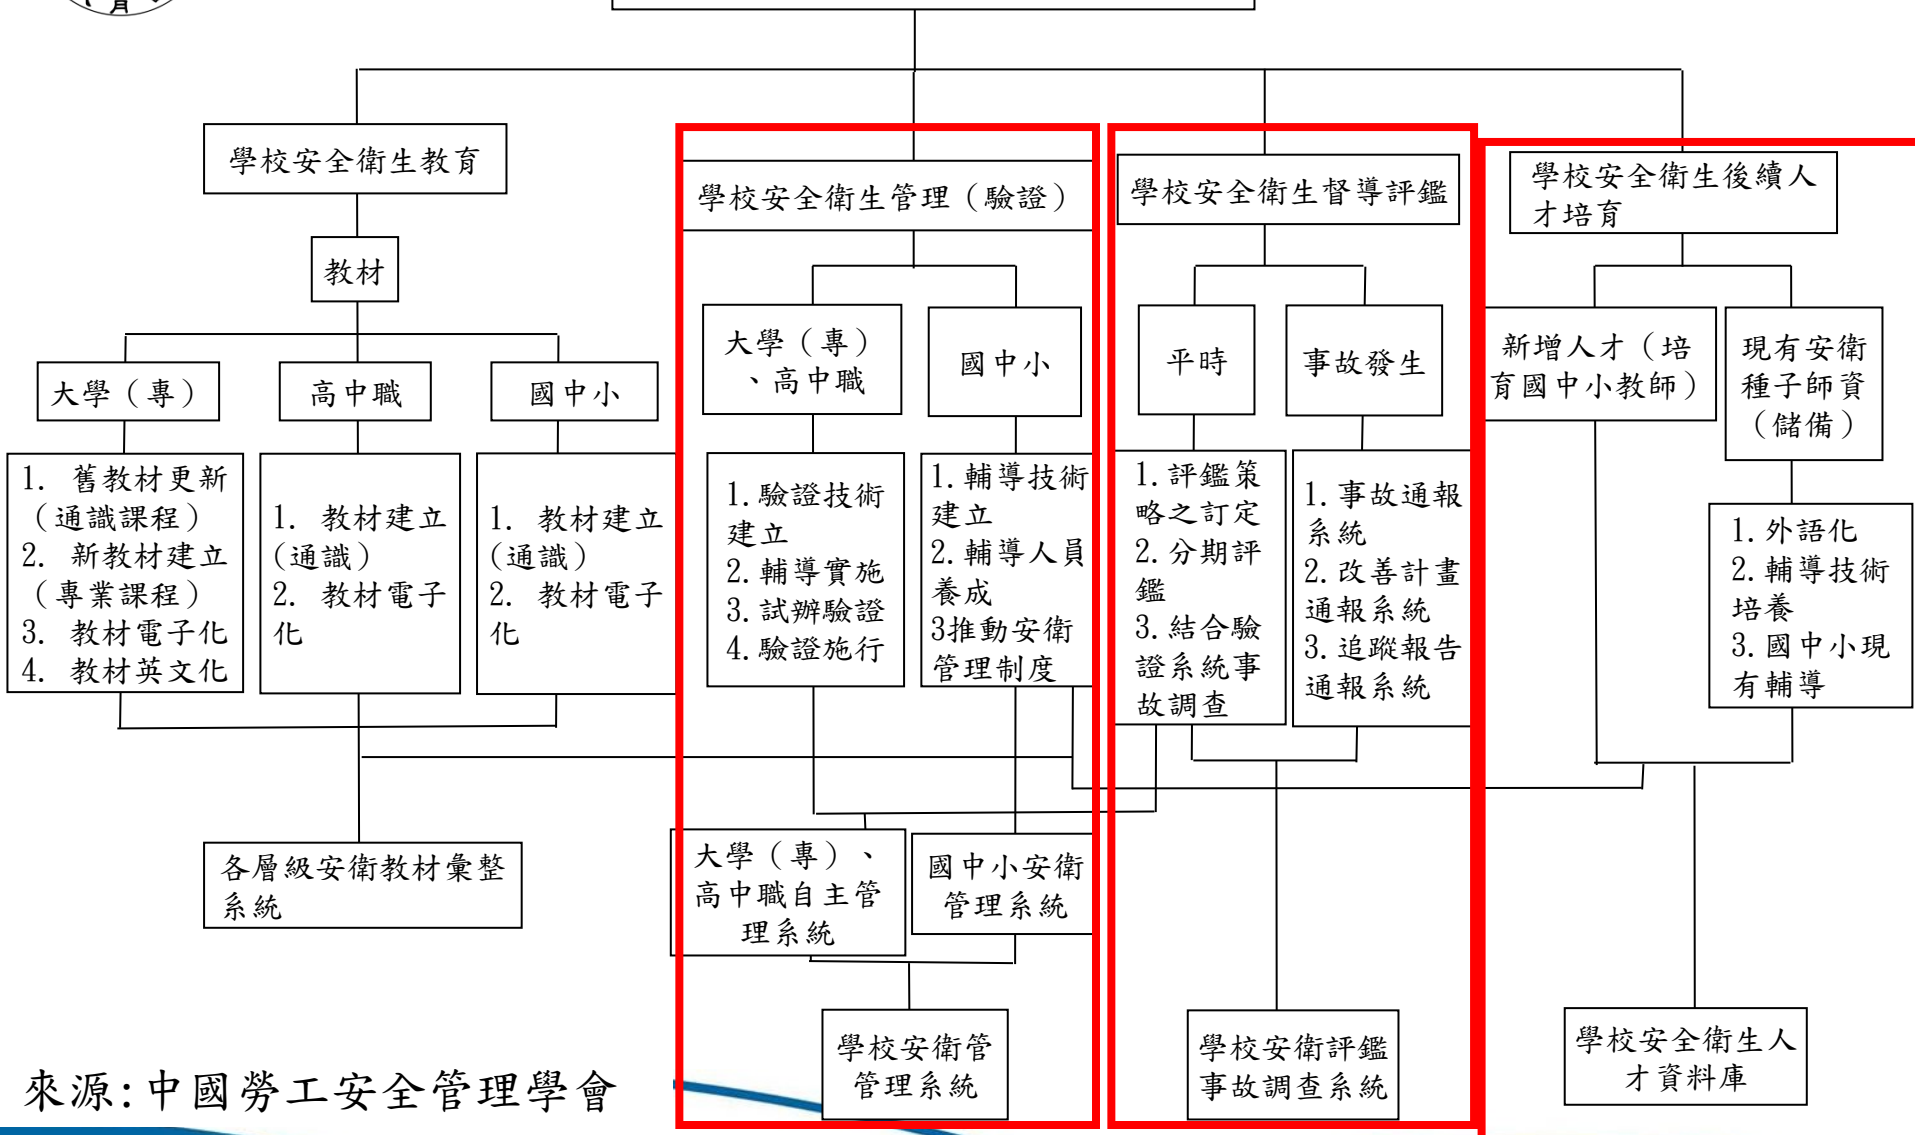 學校安全衛生教育
教材
大學（專）
高中職
國中小
1. 舊教材更新
（通識課程）
2. 新教材建立
（專業課程）
3. 教材電子化
4. 教材英文化
1. 教材建立
(通識）
2. 教材電子
化
1. 教材建立
(通識）
2. 教材電子
化
各層級安衛教材彙整
系統
學校安全衛生管理（驗證）
大學（專）
、高中職
國中小
1.驗證技術
建立
2.輔導實施
3.試辦驗證
4.驗證施行
1.輔導技術
建立
2.輔導人員
養成
3推動安衛
管理制度
大學（專）、
高中職自主管
理系統
國中小安衛
管理系統
學校安衛管
管理系統
學校安全衛生督導評鑑
平時
事故發生
1.評鑑策
略之訂定
2.分期評
鑑
3.結合驗
證系統事
故調查
1.事故通報
系統
2.改善計畫
通報系統
3.追蹤報告
通報系統
學校安衛評鑑
事故調查系統
學校安全衛生後續人
才培育
新增人才（培
育國中小教師）
現有安衛
種子師資
（儲備）
1.外語化
2.輔導技術
培養
3.國中小現
有輔導
學校安全衛生人
才資料庫
來源:中國勞工安全管理學會